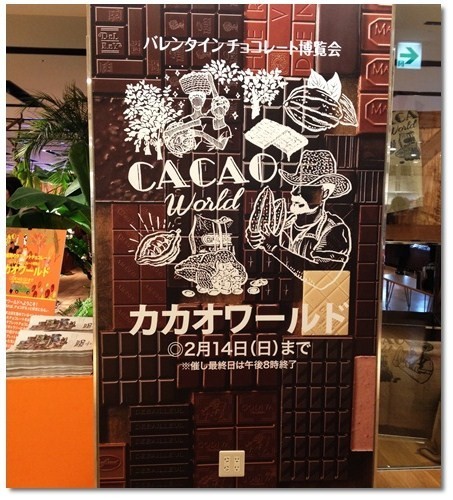 バレンタインチョコレート博覧会
CACAO
World
カカオワールド
◎2月14日(日)まで
※催し最終日は午後8時終了